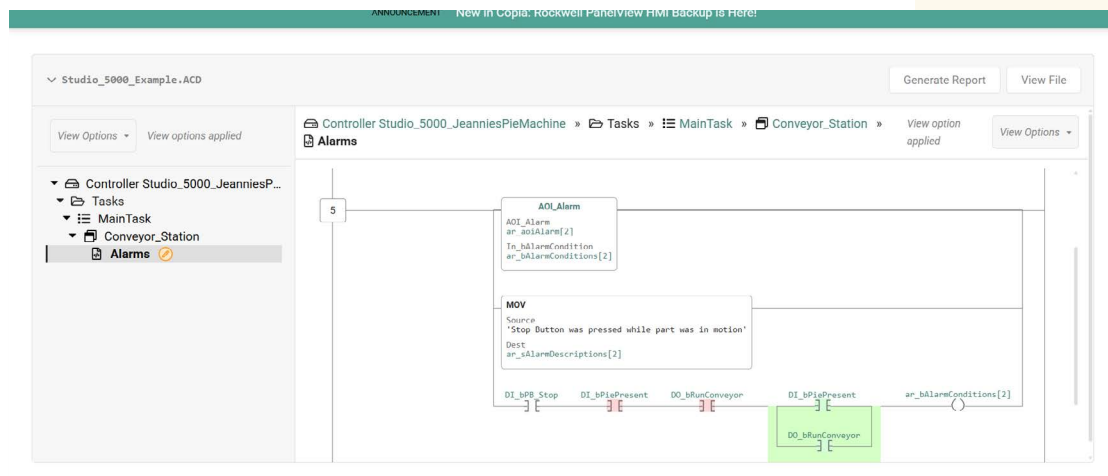 ANNOUNCEMENT New in Copia: Rockwell PanelView HMI Backup is Here!
Studio_5000_Example.ACD
Generate Report
View File
View Options
View options applied
Controller Studio_5000_JeanniesPieMachine » Tasks » MainTask » Conveyor_Station »
Alarms
View option
applied
View Options
Controller Studio_5000_JeanniesP...
Tasks
MainTask
Conveyor_Station
Alarms
5
AOI_Alarm
AOI_Alarm
ar_aoiAlarm[2]
In_bAlarmCondition
ar_bAlarmConditions[2]
MOV
Source
'Stop Button was pressed while part was in motion'
Dest
ar_sAlarmDescriptions[2]
DI_bPB_Stop DI_bPiePresent DO_bRunConveyor DI_bPiePresent ar_bAlarmConditions[2]
DO_bRunConveyor